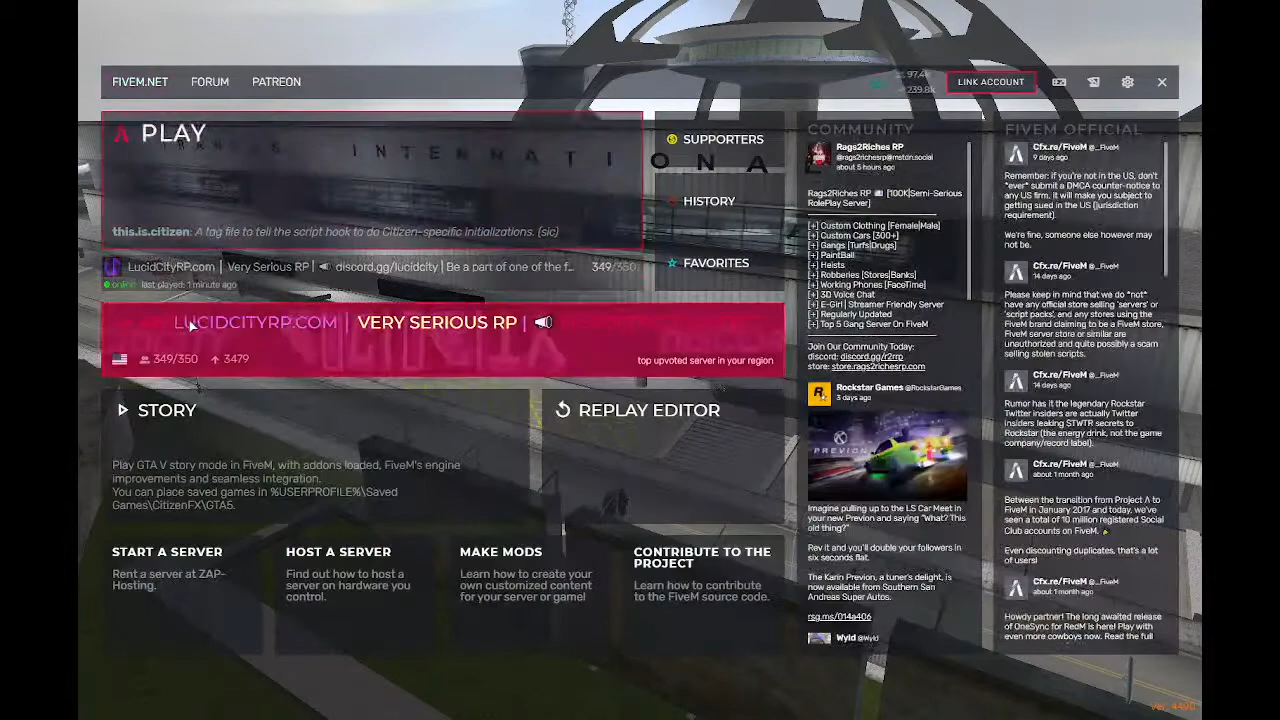 FIVEM.NET
FORUM
PATREON
97.4k
239.8k
LINK ACCOUNT
PLAY
INTERNATIONAL
this.is.citizen: A tag file to tell the script hook to do Citizen-specific initializations. (sic)
SUPPORTERS
HISTORY
FAVORITES
LucidCityRP.com | Very Serious RP | discord.gg/lucidcity | Be a part of one of the f... 349/350
online last played: 1 minute ago
LUCIDCITYRP.COM | VERY SERIOUS RP |
349/350 3479
top upvoted server in your region
STORY
Play GTA V story mode in FiveM, with addons loaded, FiveM's engine
improvements and seamless integration.
You can place saved games in %USERPROFILE%\Saved
Games\CitizenFX\GTA5.
REPLAY EDITOR
START A SERVER
Rent a server at ZAP-
Hosting.
HOST A SERVER
Find out how to host a
server on hardware you
control.
MAKE MODS
Learn how to create your
own customized content
for your server or game!
CONTRIBUTE TO THE
PROJECT
Learn how to contribute
to the FiveM source code.
COMMUNITY
Rags2Riches RP
@rags2richesrp@mstdn.social
about 5 hours ago
Rags2Riches RP [100K|Semi-Serious
RolePlay Server]
[+] Custom Clothing [Female|Male]
[+] Custom Cars [300+]
[+] Gangs [Turfs|Drugs]
[+] PaintBall
[+] Heists
[+] Robberies [Stores|Banks]
[+] Working Phones [FaceTime]
[+] 3D Voice Chat
[+] E-Girl | Streamer Friendly Server
[+] Regularly Updated
[+] Top 5 Gang Server On FiveM
Join Our Community Today:
discord: discord.gg/r2rrp
store: store.rags2richesrp.com
Rockstar Games @RockstarGames
3 days ago
PREVION
Imagine pulling up to the LS Car Meet in
your new Previon and saying "What? This
old thing?"
Rev it and you'll double your followers in
six seconds flat.
The Karin Previon, a tuner's delight, is
now available from Southern San
Andreas Super Autos.
rsg.ms/014a406
Wyld @Wyld
FIVEM OFFICIAL
Cfx.re/FiveM @_FiveM
9 days ago
Remember: if you're not in the US, don't
*ever* submit a DMCA counter-notice to
any US firm, it will make you subject to
getting sued in the US (jurisdiction
requirement).
We're fine, someone else however may
not be.
Cfx.re/FiveM @_FiveM
14 days ago
Please keep in mind that we do *not*
have any official store selling 'servers' or
'script packs', and any stores using the
FiveM brand claiming to be a FiveM store,
FiveM server store or similar are
unauthorized and quite possibly a scam
selling stolen scripts.
Cfx.re/FiveM @_FiveM
14 days ago
Rumor has it the legendary Rockstar
Twitter insiders are actually Twitter
insiders leaking STWTR secrets to
Rockstar (the energy drink, not the game
company/record label).
Cfx.re/FiveM @_FiveM
about 1 month ago
Between the transition from Project Λ to
FiveM in January 2017 and today, we've
seen a total of 10 million registered Social
Club accounts on FiveM.
Even discounting duplicates, that's a lot
of users!
Cfx.re/FiveM @_FiveM
about 1 month ago
Howdy partner! The long awaited release
of OneSync for RedM is here! Play with
even more cowboys now. Read the full
ver. 4490